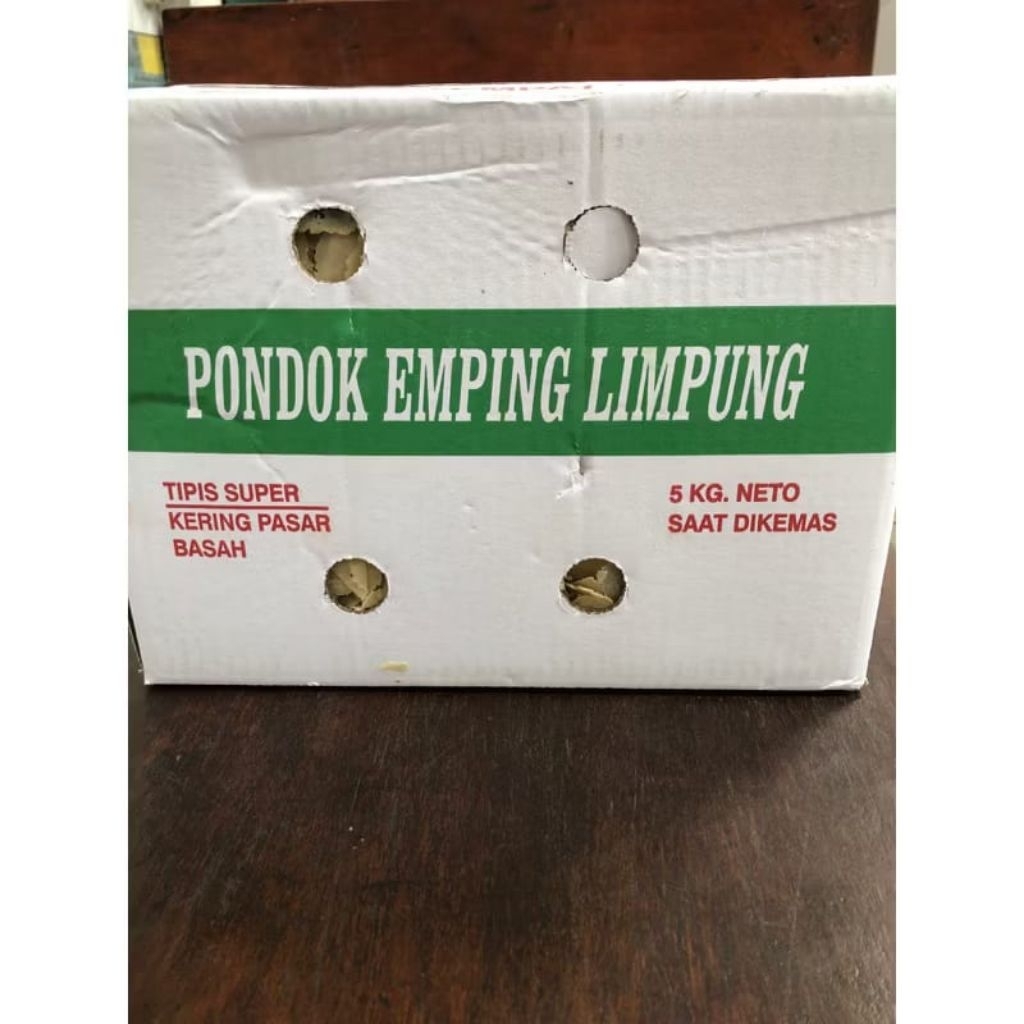 PONDOK EMPING LIMPUNG
TIPIS SUPER
KERING PASAR
BASAH
5 KG. NETO
SAAT DIKEMAS